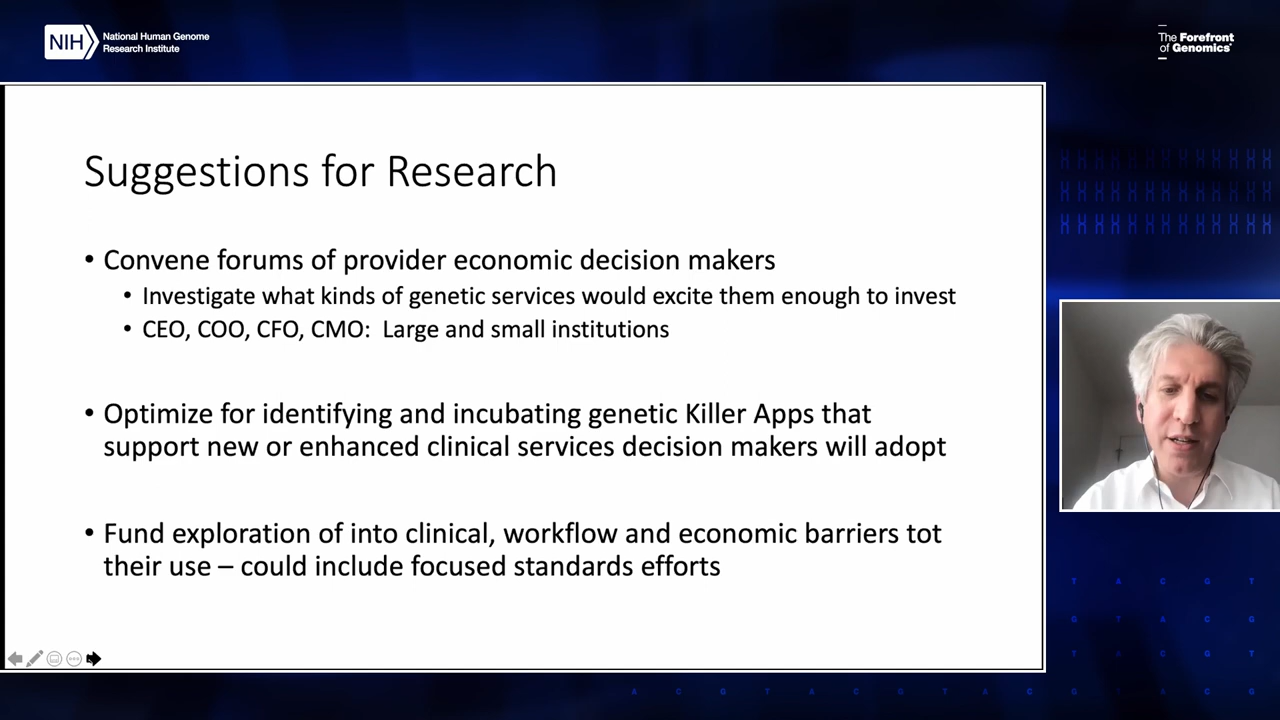 NIH
National Human Genome
Research Institute
The Forefront
of Genomics
Suggestions for Research
• Convene forums of provider economic decision makers
• Investigate what kinds of genetic services would excite them enough to invest
• CEO, COO, CFO, CMO: Large and small institutions
• Optimize for identifying and incubating genetic Killer Apps that
support new or enhanced clinical services decision makers will adopt
• Fund exploration of into clinical, workflow and economic barriers tot
their use – could include focused standards efforts
T A C G T
G A T C G
T A C G T
A C G T A C G T A C G T A C G